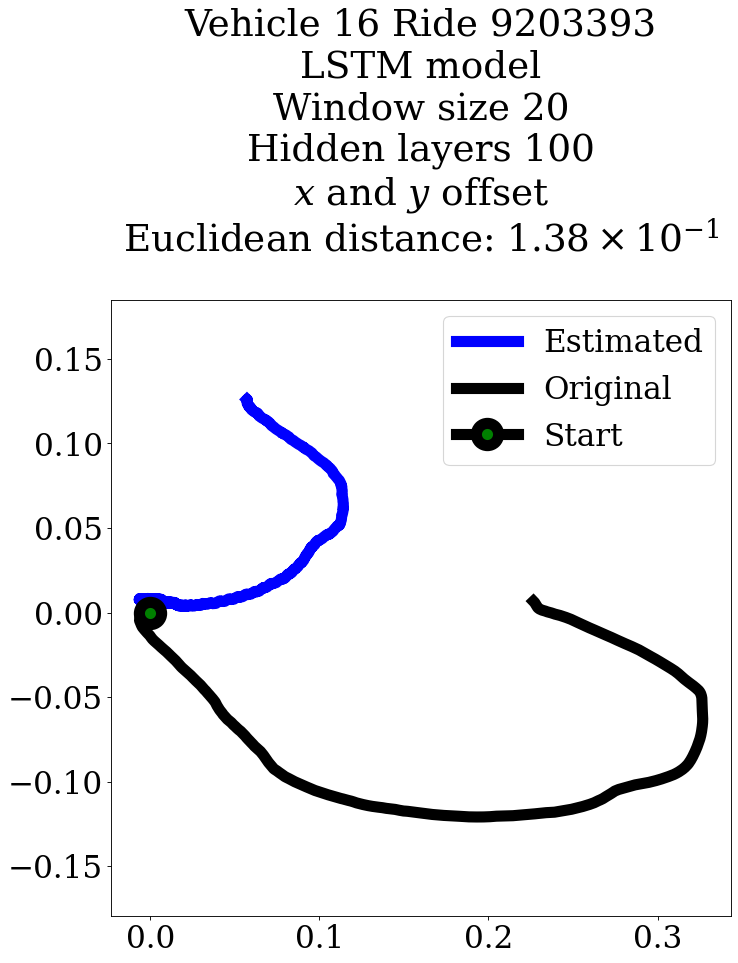 Vehicle 16 Ride 9203393
LSTM model
Window size 20
Hidden layers 100
x and y offset
Euclidean distance: 1.38 × 10⁻¹
Estimated
Original
Start
0.15
0.10
0.05
0.00
−0.05
−0.10
−0.15
0.0 0.1 0.2 0.3